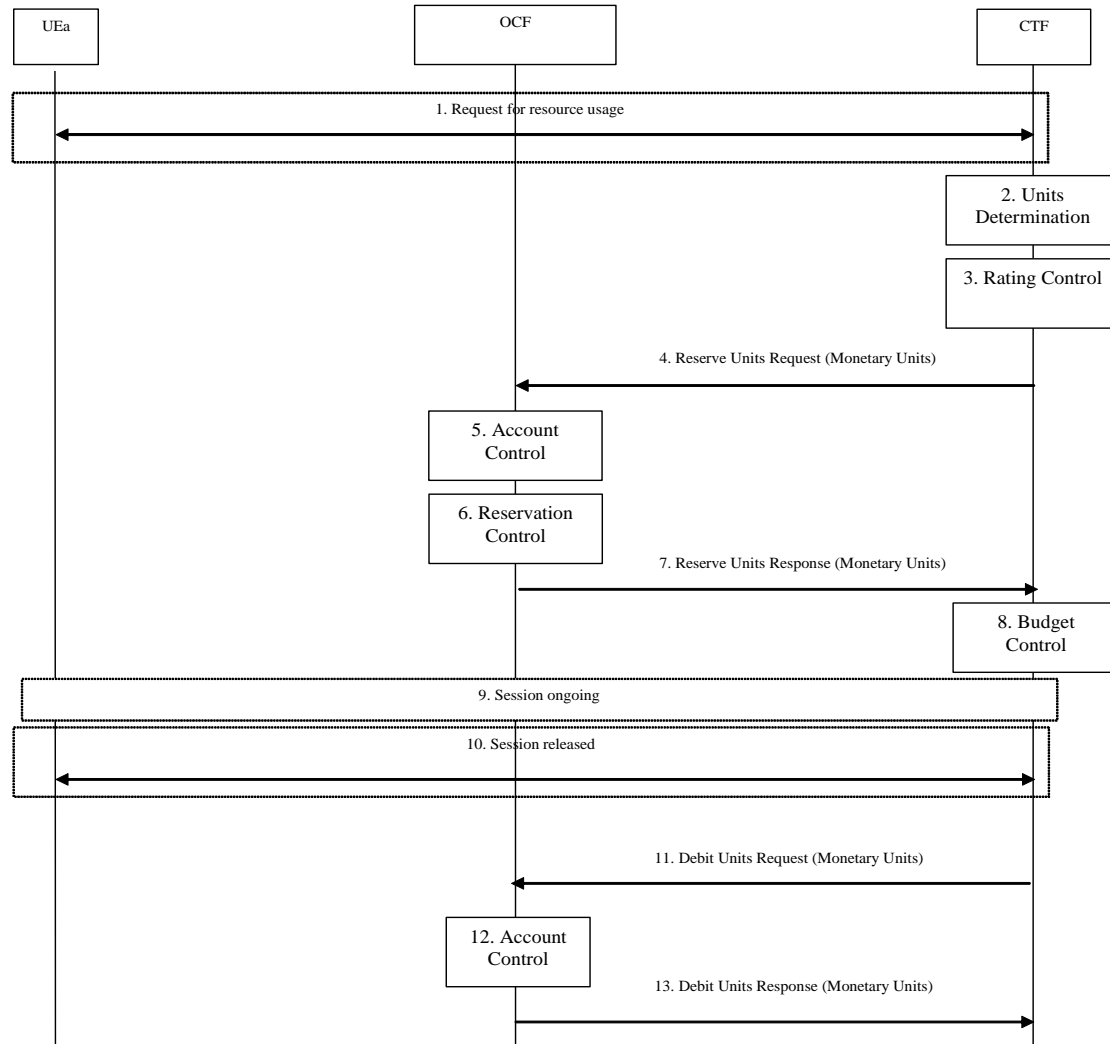 UEa
OCF
CTF
1. Request for resource usage
2. Units
Determination
3. Rating Control
4. Reserve Units Request (Monetary Units)
5. Account
Control
6. Reservation
Control
7. Reserve Units Response (Monetary Units)
8. Budget
Control
9. Session ongoing
10. Session released
11. Debit Units Request (Monetary Units)
12. Account
Control
13. Debit Units Response (Monetary Units)